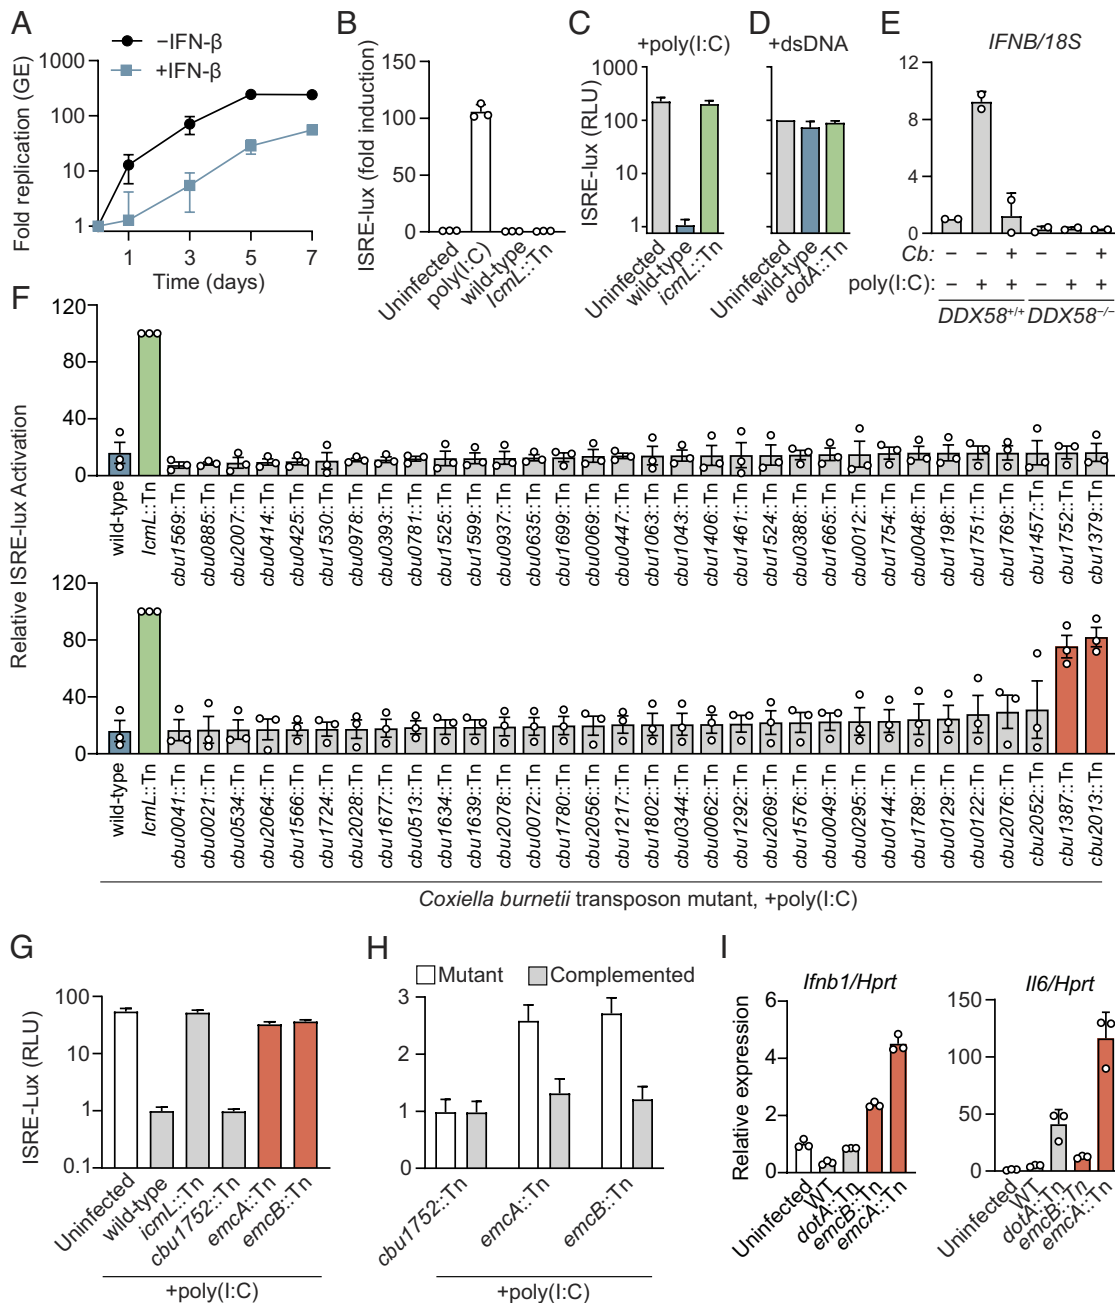 A
−IFN-β
+IFN-β
Fold replication (GE)
1000
100
10
1
1
3
5
7
Time (days)
B
ISRE-lux (fold induction)
150
100
50
0
Uninfected
poly(I:C)
wild-type
IcmL::Tn
C
+poly(I:C)
ISRE-lux (RLU)
1000
100
10
1
Uninfected
wild-type
icmL::Tn
D
+dsDNA
Uninfected
wild-type
dotA::Tn
E
IFNB/18S
12
8
4
0
Cb: − − + − − +
poly(I:C): − + + − + +
DDX58+/+ DDX58−/−
F
Relative ISRE-lux Activation
120
80
40
0
wild-type
IcmL::Tn
cbu1569::Tn
cbu0885::Tn
cbu2007::Tn
cbu0414::Tn
cbu0425::Tn
cbu1530::Tn
cbu0978::Tn
cbu0393::Tn
cbu0781::Tn
cbu1525::Tn
cbu1599::Tn
cbu0937::Tn
cbu0635::Tn
cbu1699::Tn
cbu0069::Tn
cbu0447::Tn
cbu1063::Tn
cbu1043::Tn
cbu1406::Tn
cbu1461::Tn
cbu1524::Tn
cbu0388::Tn
cbu1665::Tn
cbu0012::Tn
cbu1754::Tn
cbu0048::Tn
cbu1198::Tn
cbu1751::Tn
cbu1769::Tn
cbu1457::Tn
cbu1752::Tn
cbu1379::Tn
120
80
40
0
wild-type
IcmL::Tn
cbu0041::Tn
cbu0021::Tn
cbu0534::Tn
cbu2064::Tn
cbu1566::Tn
cbu1724::Tn
cbu2028::Tn
cbu1677::Tn
cbu0513::Tn
cbu1634::Tn
cbu1639::Tn
cbu2078::Tn
cbu0072::Tn
cbu1780::Tn
cbu2056::Tn
cbu1217::Tn
cbu1802::Tn
cbu0344::Tn
cbu0062::Tn
cbu1292::Tn
cbu2069::Tn
cbu1576::Tn
cbu0049::Tn
cbu0295::Tn
cbu0144::Tn
cbu1789::Tn
cbu0129::Tn
cbu0122::Tn
cbu2076::Tn
cbu2052::Tn
cbu1387::Tn
cbu2013::Tn
Coxiella burnetii transposon mutant, +poly(I:C)
G
ISRE-Lux (RLU)
100
10
1
0.1
Uninfected
wild-type
icmL::Tn
cbu1752::Tn
emcA::Tn
emcB::Tn
+poly(I:C)
H
Mutant
Complemented
3
2
1
0
cbu1752::Tn
emcA::Tn
emcB::Tn
+poly(I:C)
I
Ifnb1/Hprt
Relative expression
6
4
2
0
Uninfected
WT
dotA::Tn
emcB::Tn
emcA::Tn
Il6/Hprt
150
100
50
0
Uninfected
WT
dotA::Tn
emcB::Tn
emcA::Tn